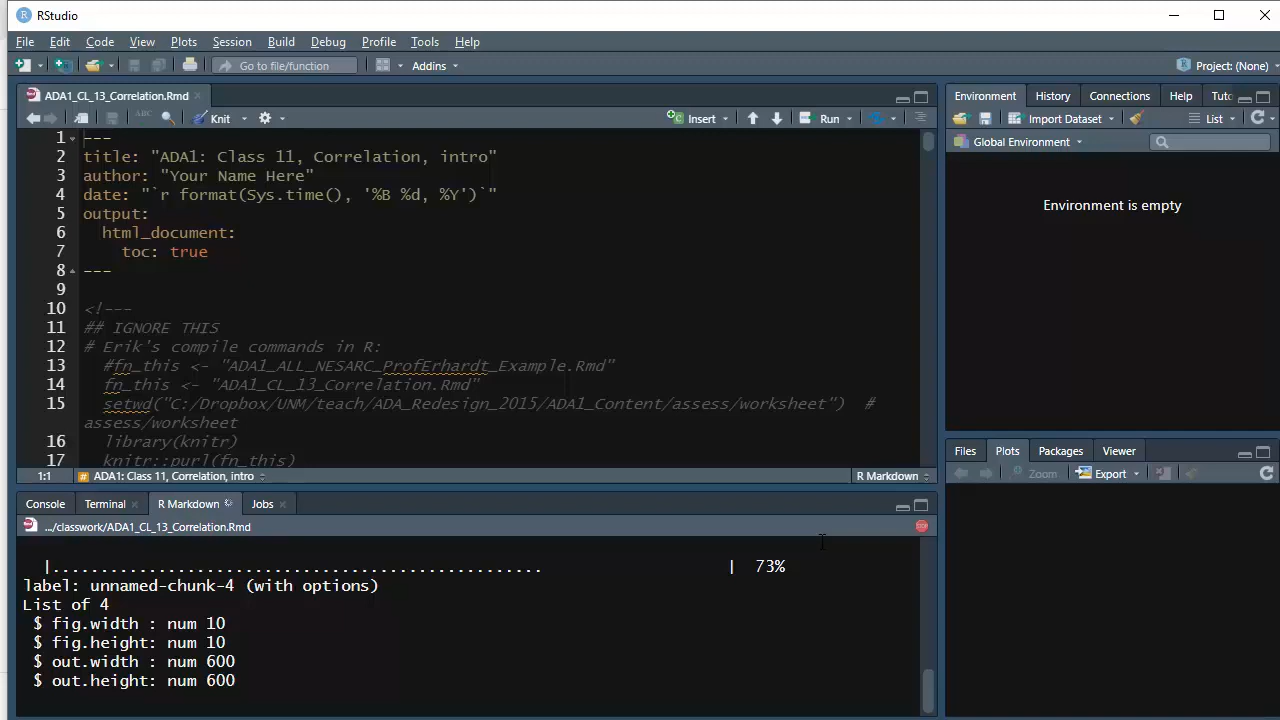 RStudio
File Edit Code View Plots Session Build Debug Profile Tools Help
Go to file/function Addins Project: (None)
ADA1_CL_13_Correlation.Rmd
ABC Knit Insert Run
1 ---
2 title: "ADA1: Class 11, Correlation, intro"
3 author: "Your Name Here"
4 date: "`r format(Sys.time(), '%B %d, %Y')`"
5 output:
6 html_document:
7 toc: true
8 ---
9
10 <!---
11 ## IGNORE THIS
12 # Erik's compile commands in R:
13 #fn_this <- "ADA1_ALL_NESARC_ProfErhardt_Example.Rmd"
14 fn_this <- "ADA1_CL_13_Correlation.Rmd"
15 setwd("C:/Dropbox/UNM/teach/ADA_Redesign_2015/ADA1_Content/assess/worksheet") #
assess/worksheet
16 library(knitr)
17 knitr::purl(fn_this)
1:1 # ADA1: Class 11, Correlation, intro R Markdown
Console Terminal R Markdown Jobs
.../classwork/ADA1_CL_13_Correlation.Rmd
|................................................... | 73%
label: unnamed-chunk-4 (with options)
List of 4
$ fig.width : num 10
$ fig.height: num 10
$ out.width : num 600
$ out.height: num 600
Environment History Connections Help Tuto
Import Dataset List
Global Environment
Environment is empty
Files Plots Packages Viewer
Zoom Export